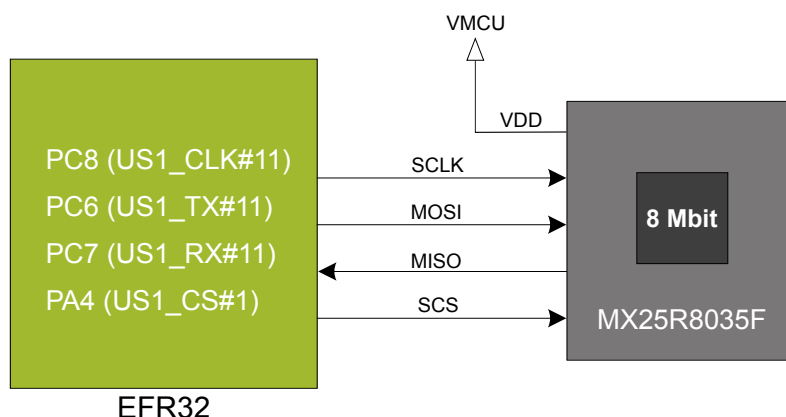 VMCU
VDD
PC8 (US1_CLK#11)
SCLK
PC6 (US1_TX#11)
MOSI
8 Mbit
PC7 (US1_RX#11)
MISO
PA4 (US1_CS#1)
SCS
MX25R8035F
EFR32